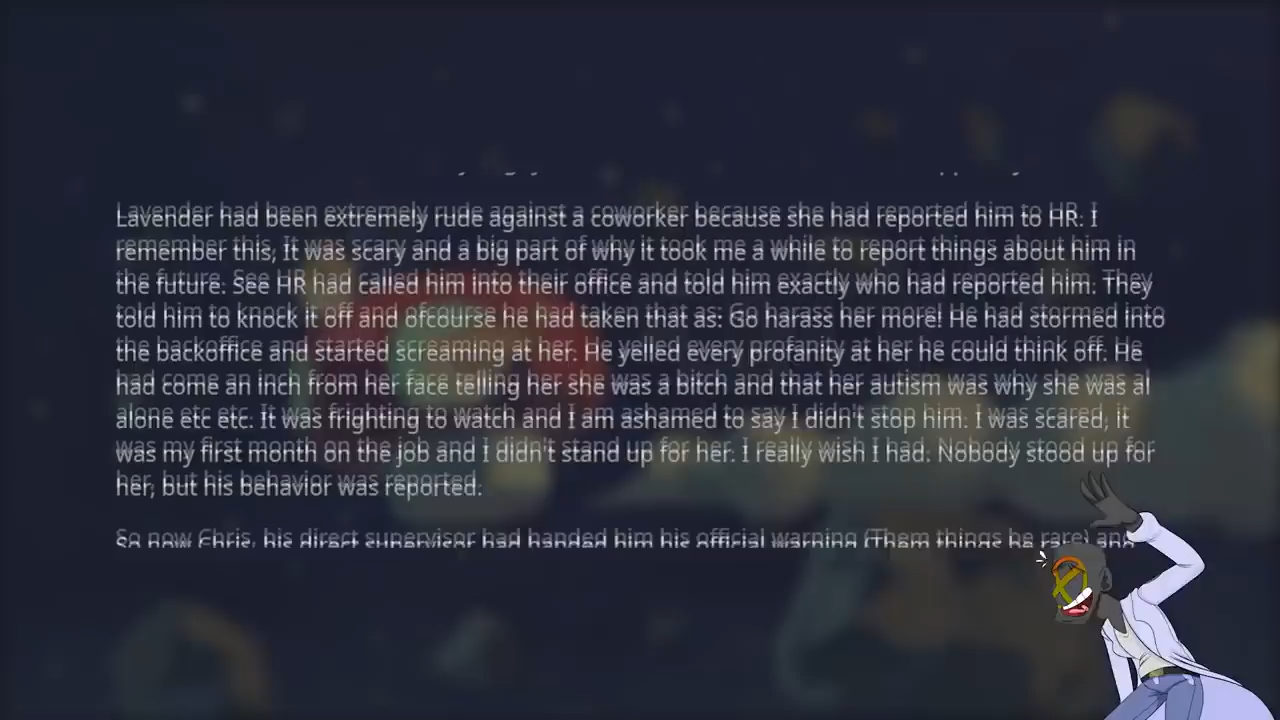 Lavender had been extremely rude against a coworker because she had reported him to HR. I
remember this, It was scary and a big part of why it took me a while to report things about him in
the future. See HR had called him into their office and told him exactly who had reported him. They
told him to knock it off and ofcourse he had taken that as: Go harass her more! He had stormed into
the backoffice and started screaming at her. He yelled every profanity at her he could think off. He
had come an inch from her face telling her she was a bitch and that her autism was why she was al
alone etc etc. It was frighting to watch and I am ashamed to say I didn't stop him. I was scared, it
was my first month on the job and I didn't stand up for her. I really wish I had. Nobody stood up for
her, but his behavior was reported.
So now Chris, his direct supervisor had handed him his official warning (Them things be rare) and